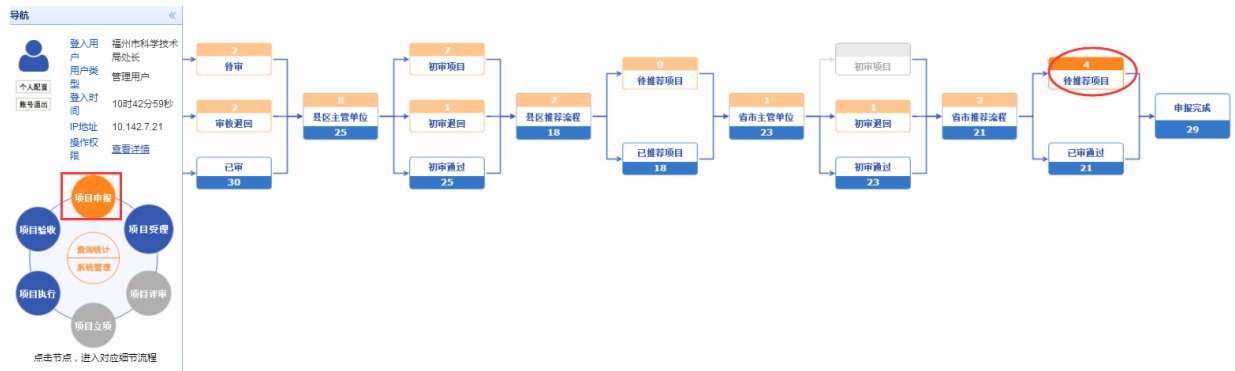 导航
«
登入用
户
福州市科学技术
局处长
用户类
型
管理用户
个人配置
账号退出
登入时
间
10时42分59秒
IP地址
10.142.7.21
操作权
限
查看详情
项目申报
项目验收
项目受理
查询统计
系统管理
项目执行
项目评审
项目立项
点击节点，进入对应细节流程
2
待审
2
审核退回
已审
30
8
县区主管单位
25
7
初审项目
1
初审退回
初审通过
25
7
县区推荐流程
18
9
待推荐项目
已推荐项目
18
1
省市主管单位
23
初审项目
1
初审退回
初审通过
23
2
省市推荐流程
21
4
待推荐项目
已审通过
21
申报完成
29